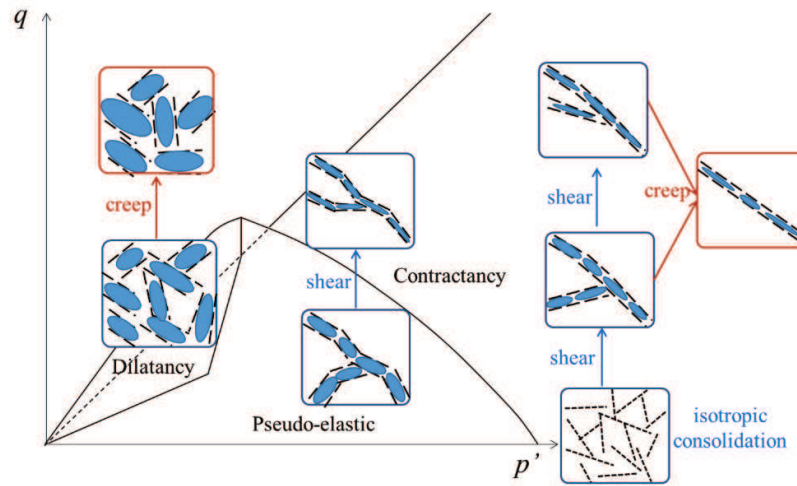 q
creep
shear
creep
shear
Contractancy
shear
Dilatancy
Pseudo-elastic
isotropic
consolidation
p'